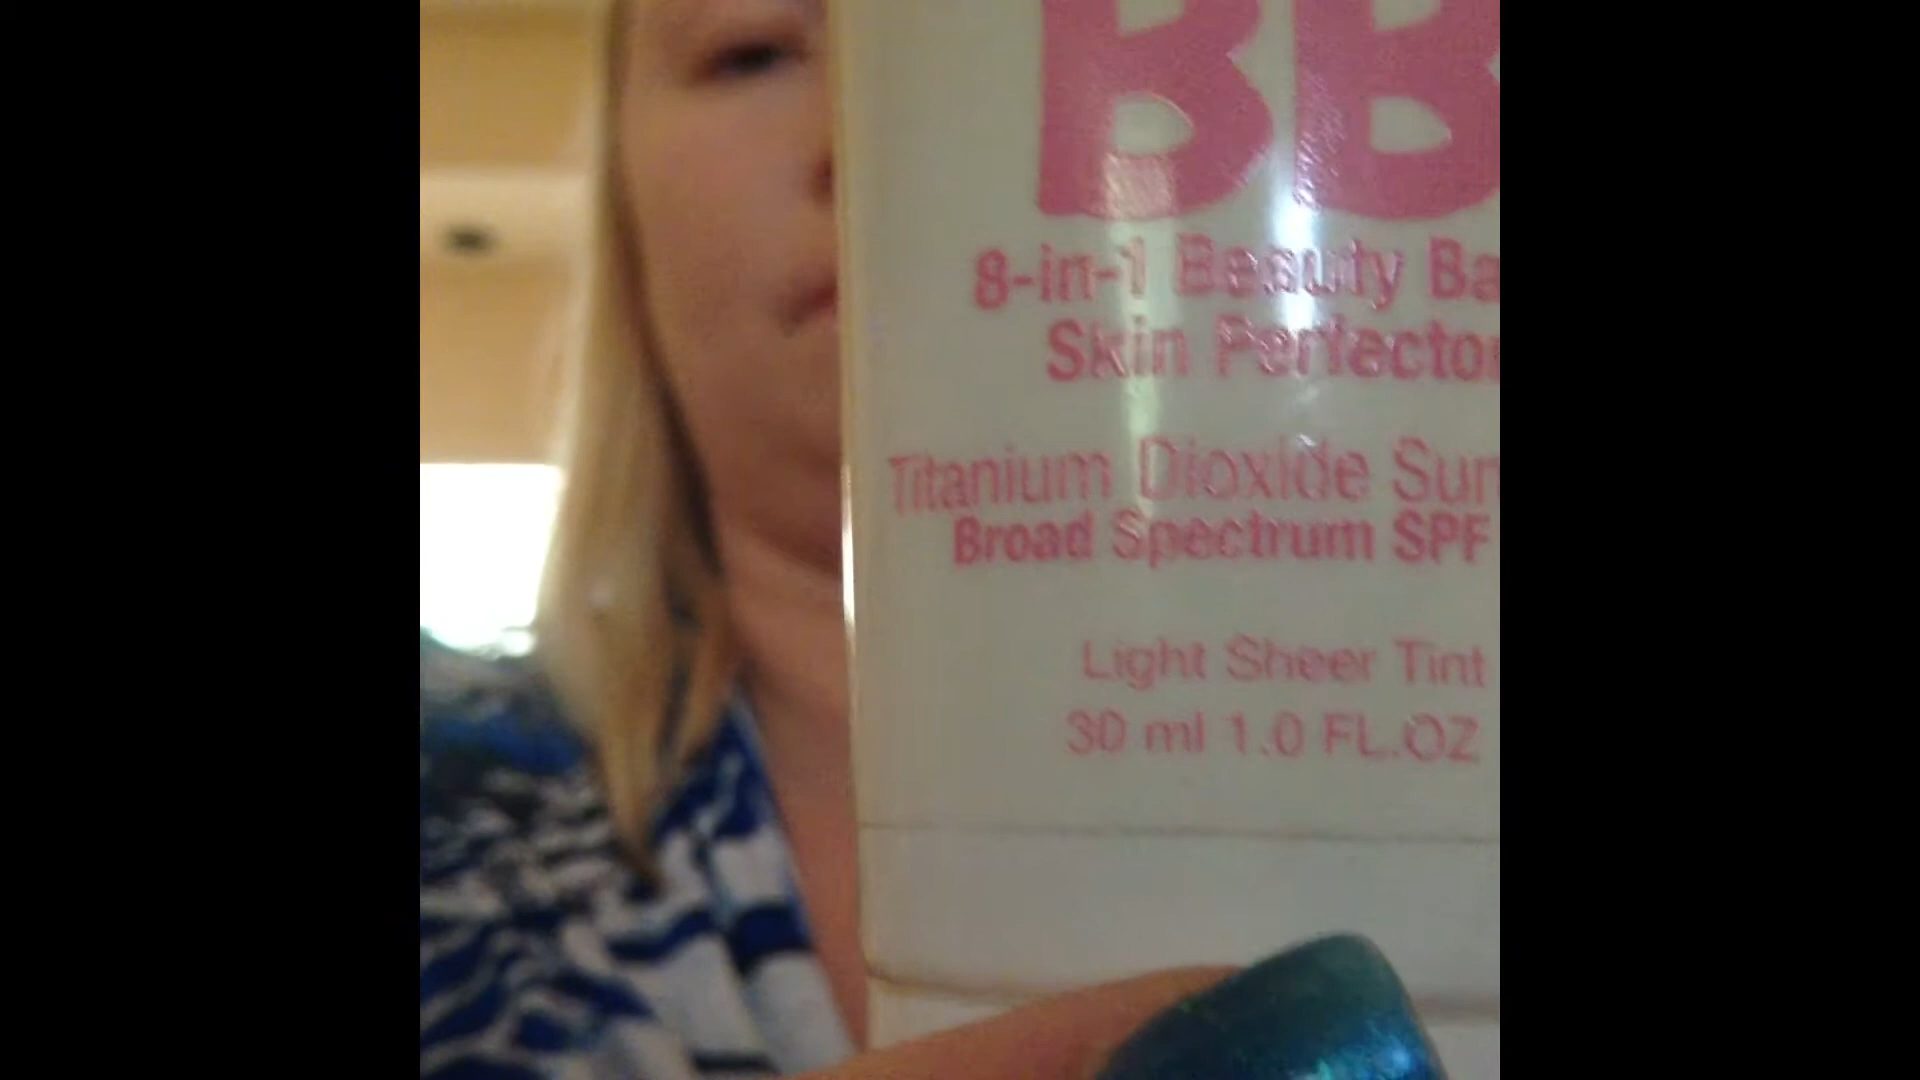 BB
8-in-1 Beauty Ba
Skin Perfector
Titanium Dioxide Sun
Broad Spectrum SPF
Light Sheer Tint
30 ml 1.0 FL.OZ